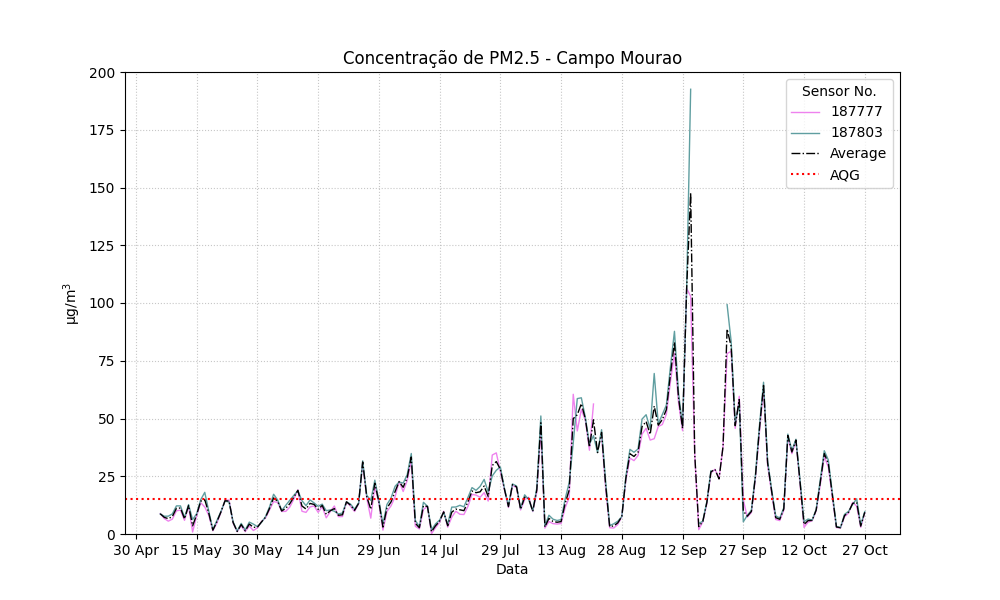 Concentração de PM2.5 - Campo Mourao
Sensor No.
187777
187803
Average
AQG
200
175
150
125
100
75
50
25
0
µg/m³
30 Apr 15 May 30 May 14 Jun 29 Jun 14 Jul 29 Jul 13 Aug 28 Aug 12 Sep 27 Sep 12 Oct 27 Oct
Data